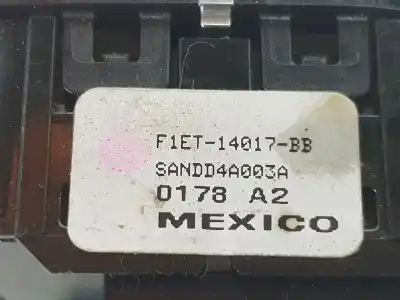 F1ET-14017-BB
SANDD4A003A
0178 A2
MEXICO